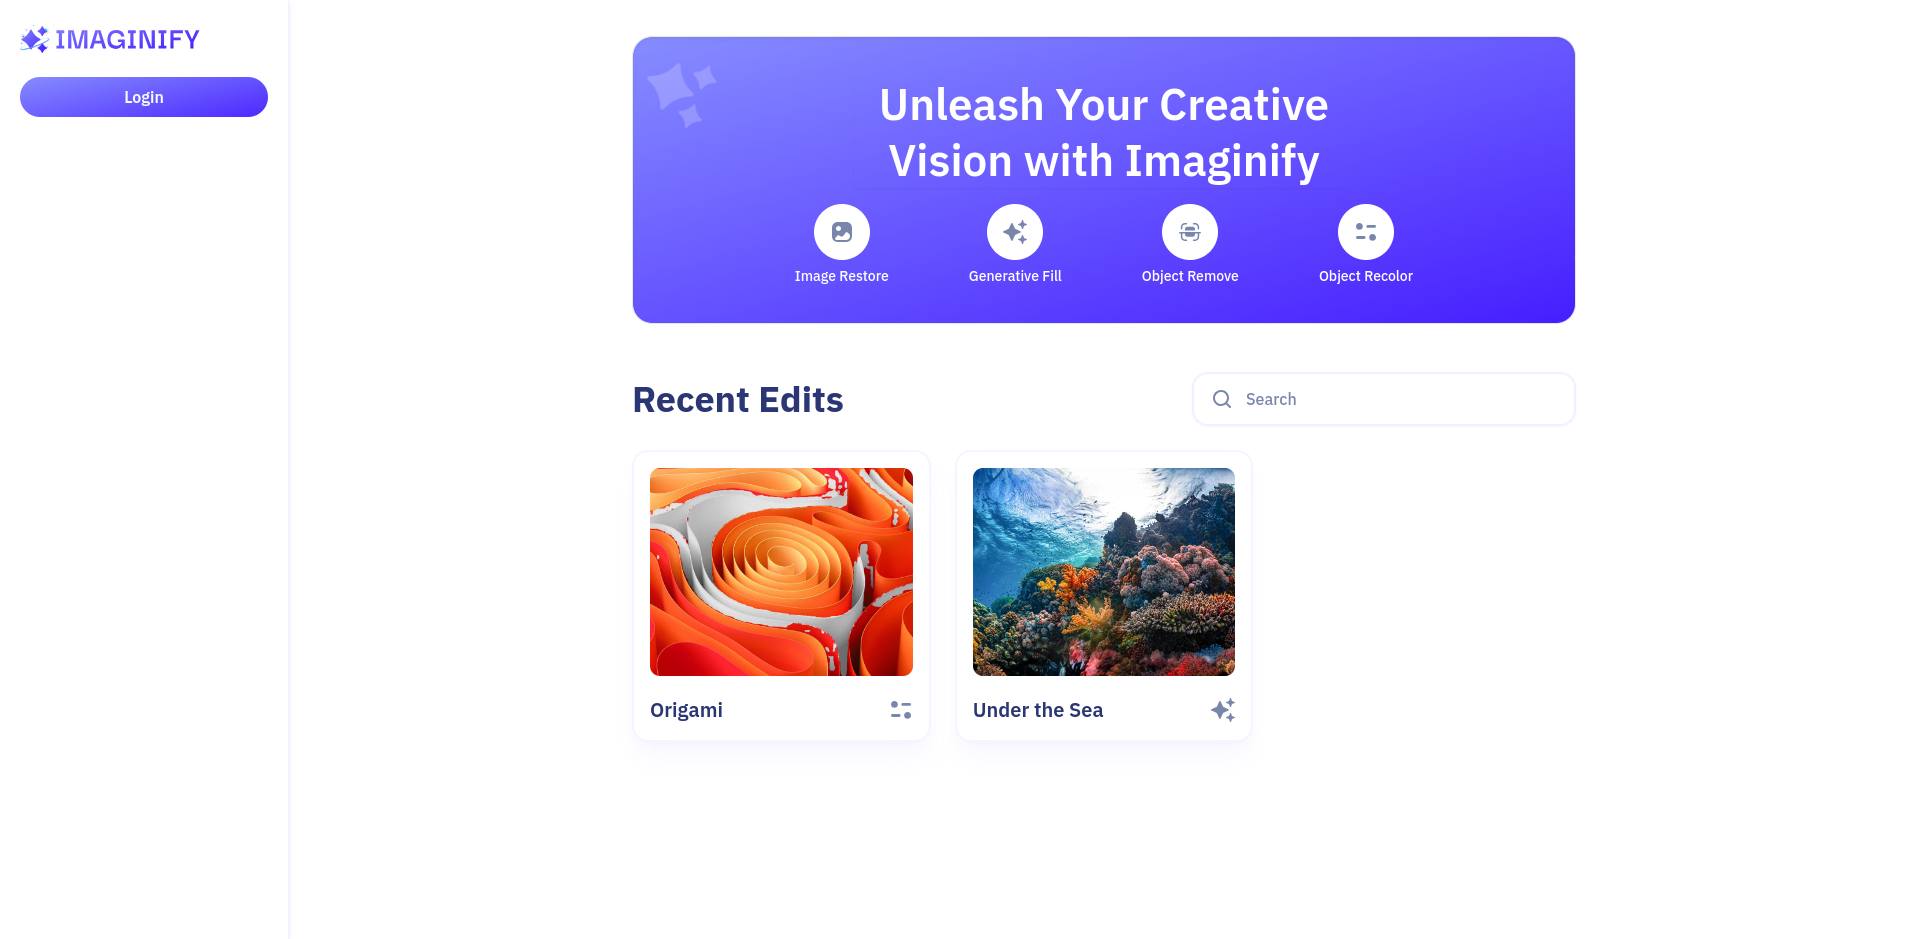 IMAGINIFY
Login
Unleash Your Creative
Vision with Imaginify
Image Restore
Generative Fill
Object Remove
Object Recolor
Recent Edits
Search
Origami
Under the Sea